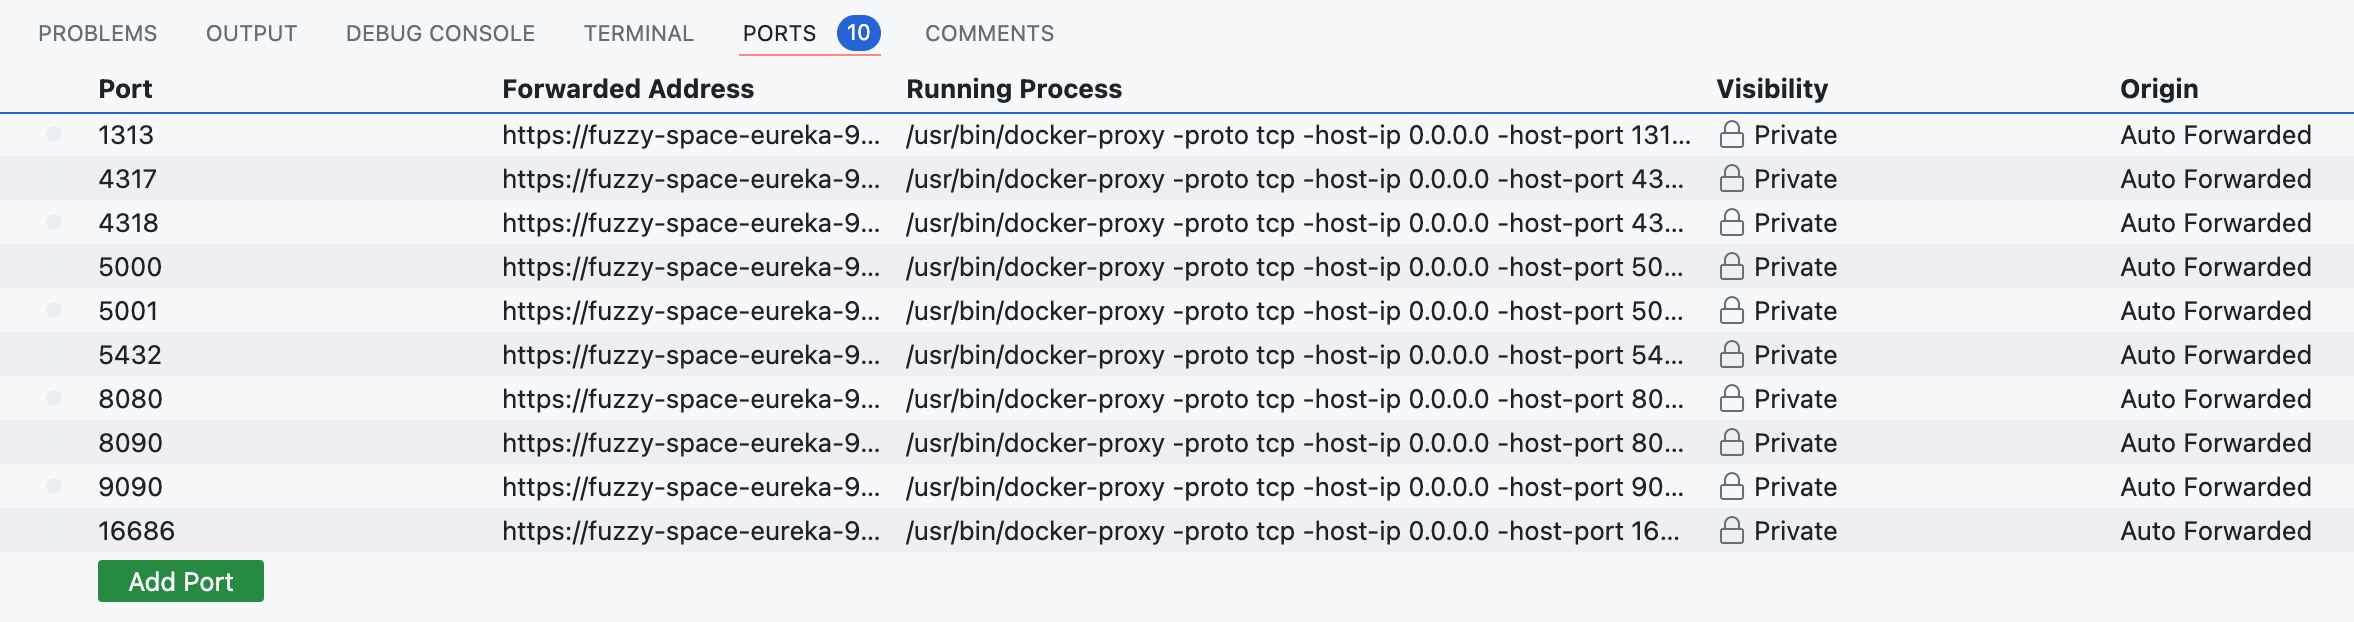 PROBLEMS OUTPUT DEBUG CONSOLE TERMINAL PORTS 10 COMMENTS
Port Forwarded Address Running Process Visibility Origin
1313 https://fuzzy-space-eureka-9... /usr/bin/docker-proxy -proto tcp -host-ip 0.0.0.0 -host-port 131... Private Auto Forwarded
4317 https://fuzzy-space-eureka-9... /usr/bin/docker-proxy -proto tcp -host-ip 0.0.0.0 -host-port 43... Private Auto Forwarded
4318 https://fuzzy-space-eureka-9... /usr/bin/docker-proxy -proto tcp -host-ip 0.0.0.0 -host-port 43... Private Auto Forwarded
5000 https://fuzzy-space-eureka-9... /usr/bin/docker-proxy -proto tcp -host-ip 0.0.0.0 -host-port 50... Private Auto Forwarded
5001 https://fuzzy-space-eureka-9... /usr/bin/docker-proxy -proto tcp -host-ip 0.0.0.0 -host-port 50... Private Auto Forwarded
5432 https://fuzzy-space-eureka-9... /usr/bin/docker-proxy -proto tcp -host-ip 0.0.0.0 -host-port 54... Private Auto Forwarded
8080 https://fuzzy-space-eureka-9... /usr/bin/docker-proxy -proto tcp -host-ip 0.0.0.0 -host-port 80... Private Auto Forwarded
8090 https://fuzzy-space-eureka-9... /usr/bin/docker-proxy -proto tcp -host-ip 0.0.0.0 -host-port 80... Private Auto Forwarded
9090 https://fuzzy-space-eureka-9... /usr/bin/docker-proxy -proto tcp -host-ip 0.0.0.0 -host-port 90... Private Auto Forwarded
16686 https://fuzzy-space-eureka-9... /usr/bin/docker-proxy -proto tcp -host-ip 0.0.0.0 -host-port 16... Private Auto Forwarded
Add Port